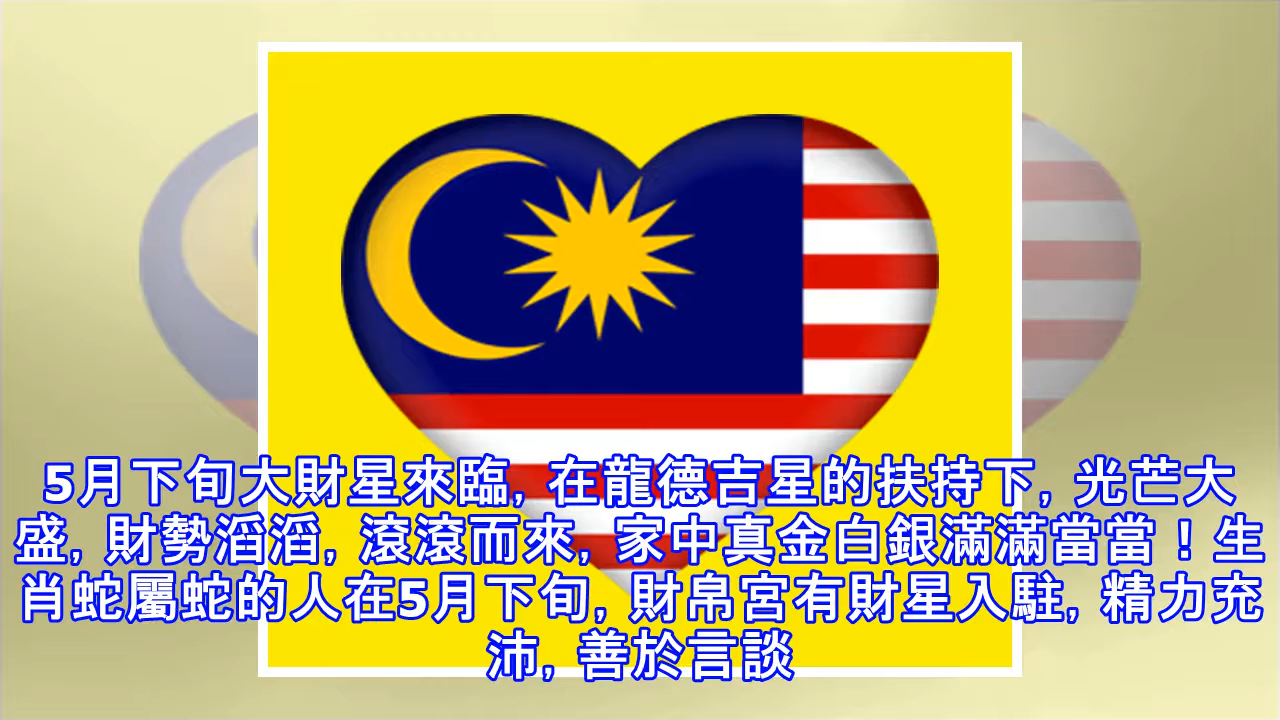 5月下旬大財星來臨, 在龍德吉星的扶持下, 光芒大
盛, 財勢滔滔, 滾滾而來, 家中真金白銀滿滿當當！生
肖蛇屬蛇的人在5月下旬, 財帛宮有財星入駐, 精力充
沛, 善於言談